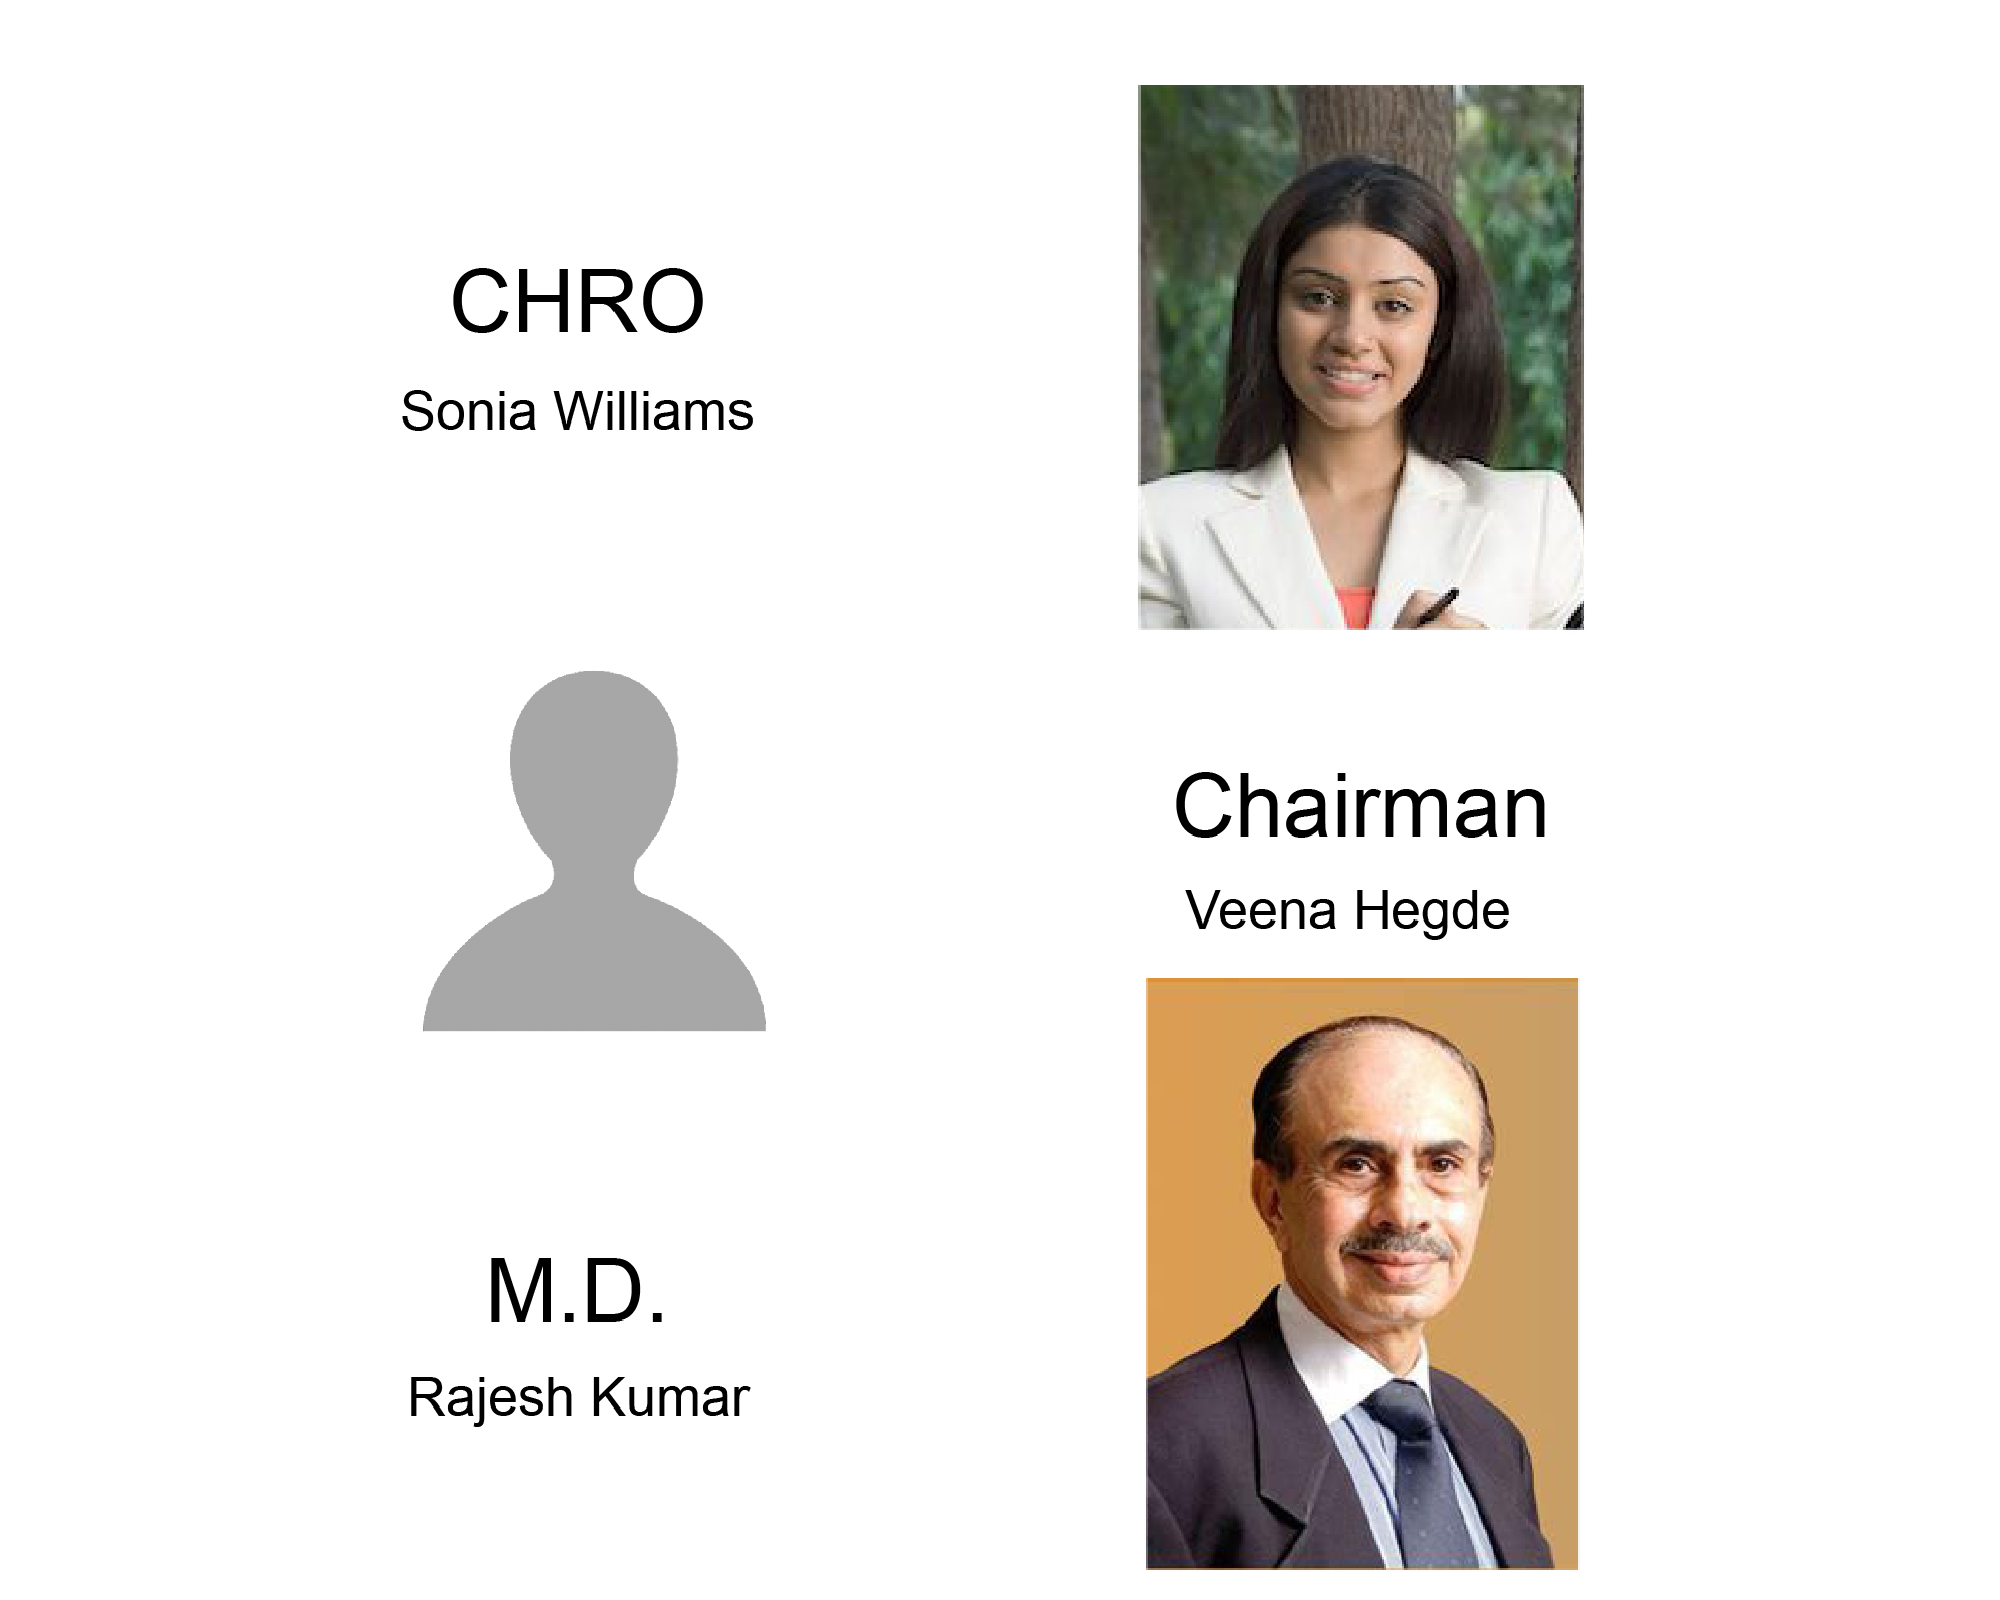 CHRO
Sonia Williams
Chairman
Veena Hegde
M.D.
Rajesh Kumar